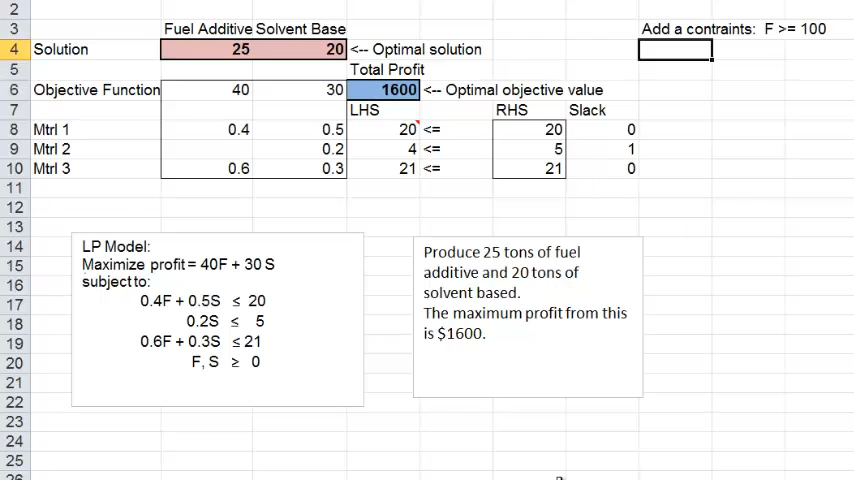 2
3 Fuel Additive Solvent Base Add a contraints: F >= 100
4 Solution 25 20 <-- Optimal solution
5 Total Profit
6 Objective Function 40 30 1600 <-- Optimal objective value
7 LHS RHS Slack
8 Mtrl 1 0.4 0.5 20 <= 20 0
9 Mtrl 2 0.2 4 <= 5 1
10 Mtrl 3 0.6 0.3 21 <= 21 0
11
12
13
14
15
16
17
18
19
20
21
22
23
24
25
26
LP Model:
Maximize profit = 40F + 30 S
subject to:
0.4F + 0.5S ≤ 20
0.2S ≤ 5
0.6F + 0.3S ≤ 21
F, S ≥ 0
Produce 25 tons of fuel
additive and 20 tons of
solvent based.
The maximum profit from this
is $1600.